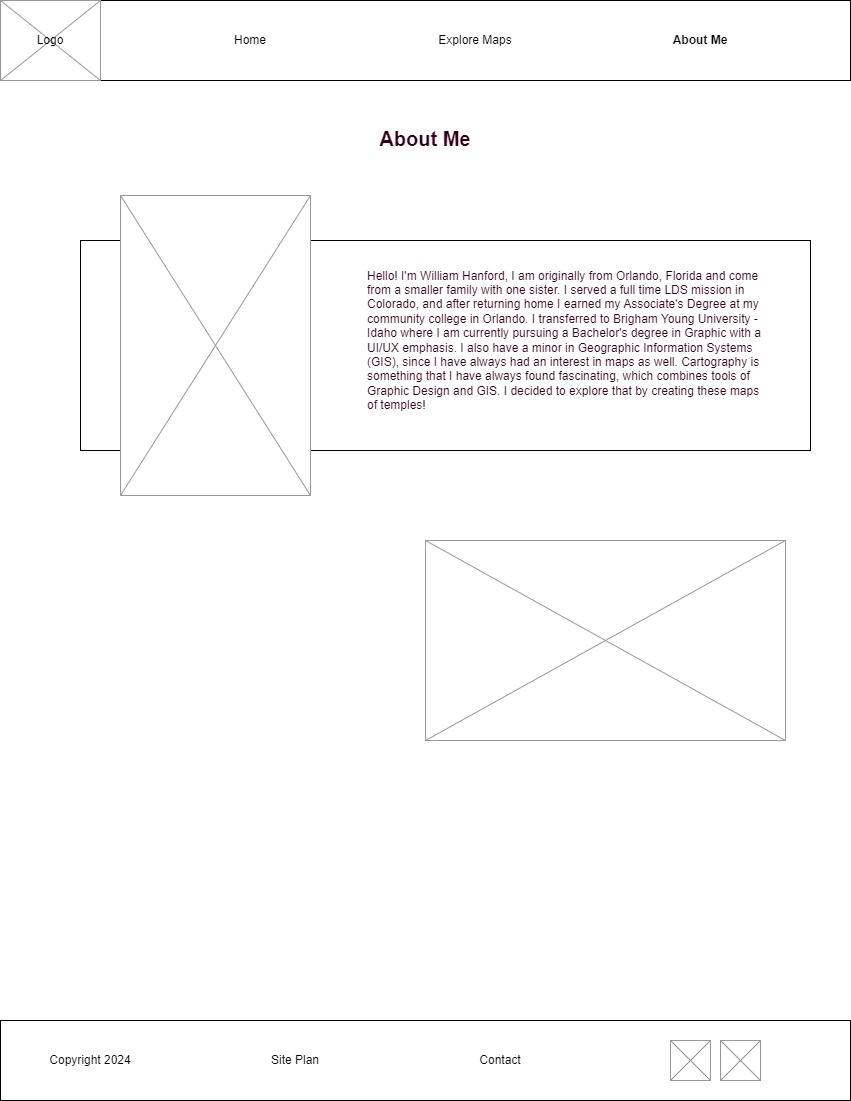 Logo
Home
Explore Maps
About Me
About Me
Hello! I'm William Hanford, I am originally from Orlando, Florida and come
from a smaller family with one sister. I served a full time LDS mission in
Colorado, and after returning home I earned my Associate's Degree at my
community college in Orlando. I transferred to Brigham Young University -
Idaho where I am currently pursuing a Bachelor's degree in Graphic with a
UI/UX emphasis. I also have a minor in Geographic Information Systems
(GIS), since I have always had an interest in maps as well. Cartography is
something that I have always found fascinating, which combines tools of
Graphic Design and GIS. I decided to explore that by creating these maps
of temples!
Copyright 2024
Site Plan
Contact